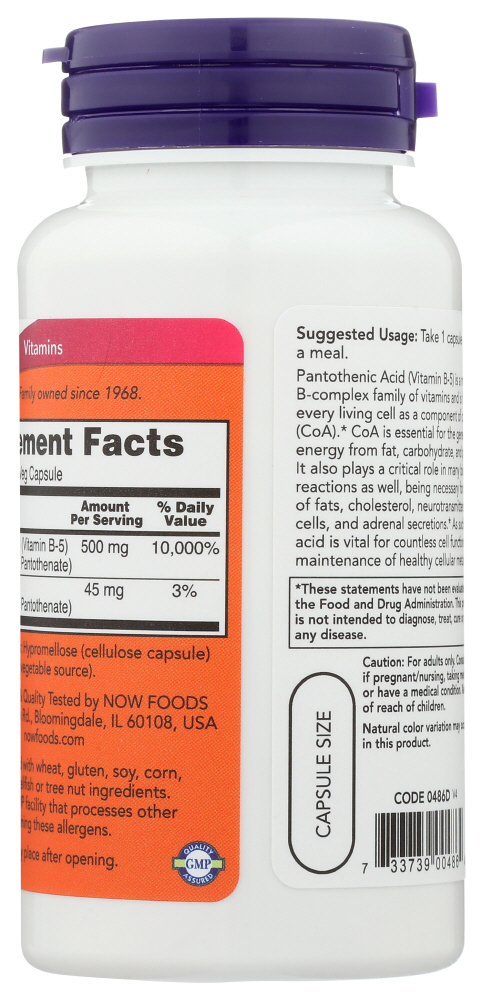 Vitamins
Family owned since 1968.
ement Facts
eg Capsule
Amount
Per Serving
% Daily
Value
(Vitamin B-5) 500 mg 10,000%
Pantothenate)
45 mg 3%
Pantothenate)
Hypromellose (cellulose capsule)
egetable source).
Quality Tested by NOW FOODS
Rd., Bloomingdale, IL 60108, USA
nowfoods.com
with wheat, gluten, soy, corn,
ellfish or tree nut ingredients.
P facility that processes other
ing these allergens.
place after opening.
QUALITY
GMP
ASSURED
Suggested Usage: Take 1 capsule
a meal.
Pantothenic Acid (Vitamin B-5) is a
B-complex family of vitamins and
every living cell as a component of
(CoA).* CoA is essential for the
energy from fat, carbohydrate, and
It also plays a critical role in many
reactions as well, being necessary
of fats, cholesterol, neurotransmi
cells, and adrenal secretions.* As
acid is vital for countless cell func
maintenance of healthy cellular
*These statements have not been evalu
the Food and Drug Administration. This
is not intended to diagnose, treat, cure
any disease.
Caution: For adults only. Cons
if pregnant/nursing, taking me
or have a medical condition.
of reach of children.
Natural color variation may
in this product.
CAPSULE SIZE
CODE 0486D V4
7 33739 00486